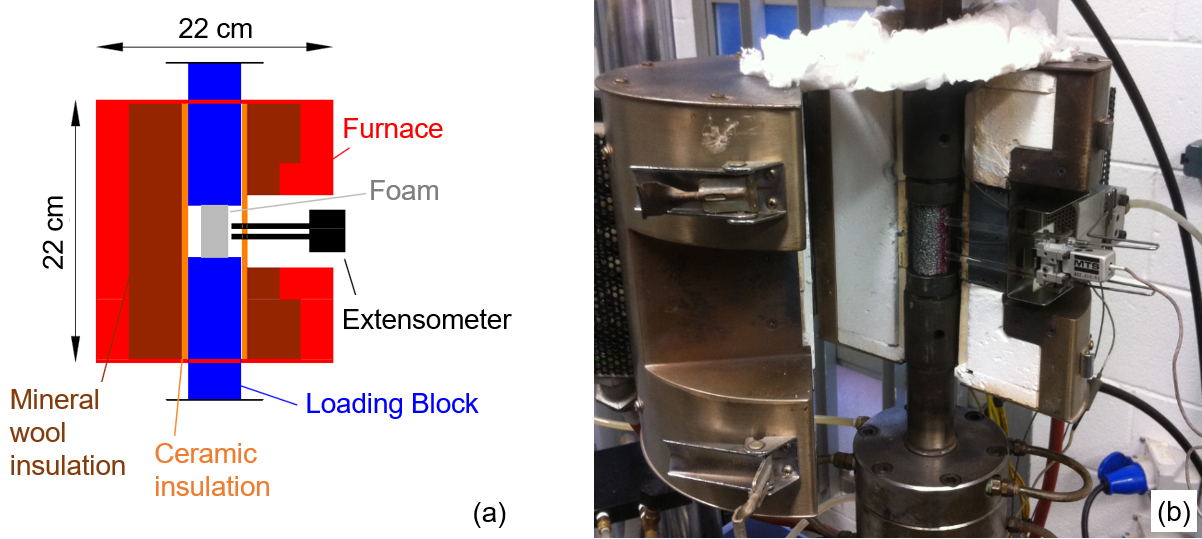 22 cm
22 cm
Furnace
Foam
Extensometer
Loading Block
Mineral
wool
insulation
Ceramic
insulation
(a)
MTS
(b)